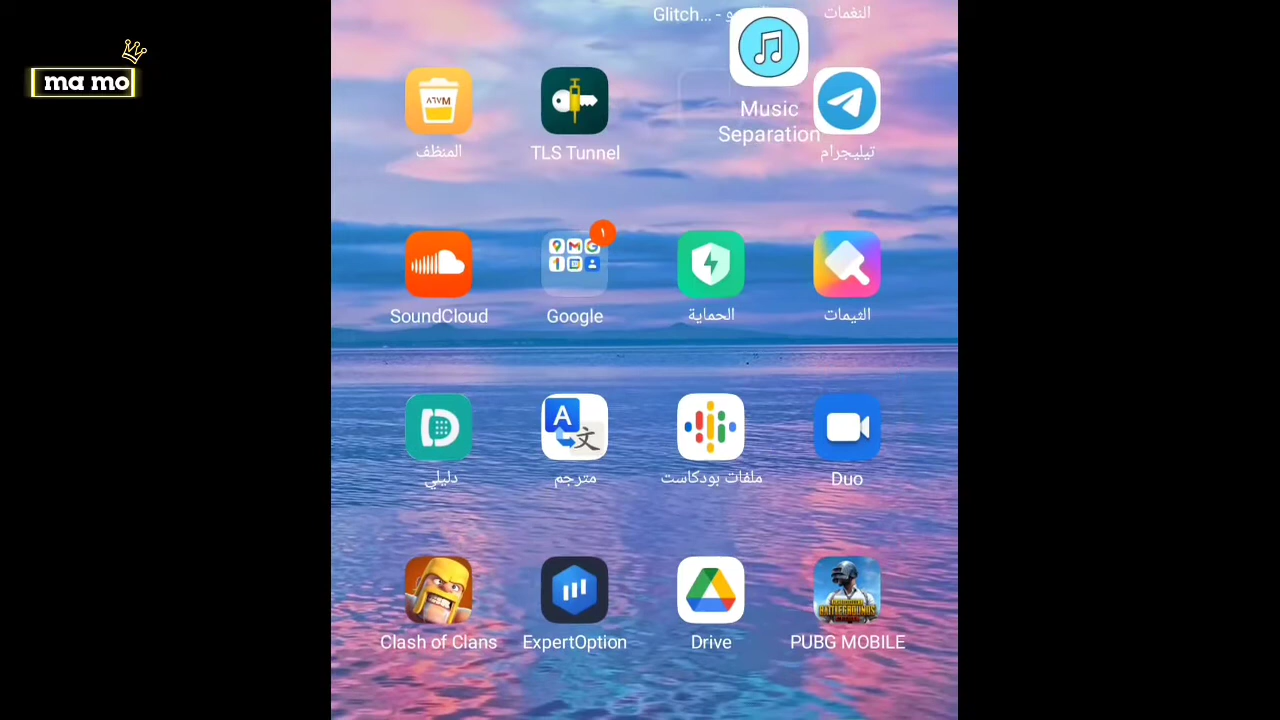 ma mo
Glitch... - و
النغمات
Music
Separation
المنظف
TLS Tunnel
تيليجرام
SoundCloud
Google
١
الحماية
الثيمات
دليلي
مترجم
ملفات بودكاست
Duo
Clash of Clans
ExpertOption
Drive
PUBG MOBILE